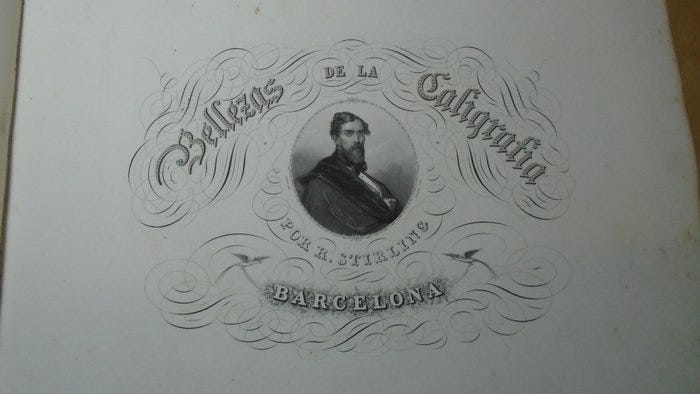 Bellezas
DE LA
Caligrafia
POR R. STIRLING
BARCELONA